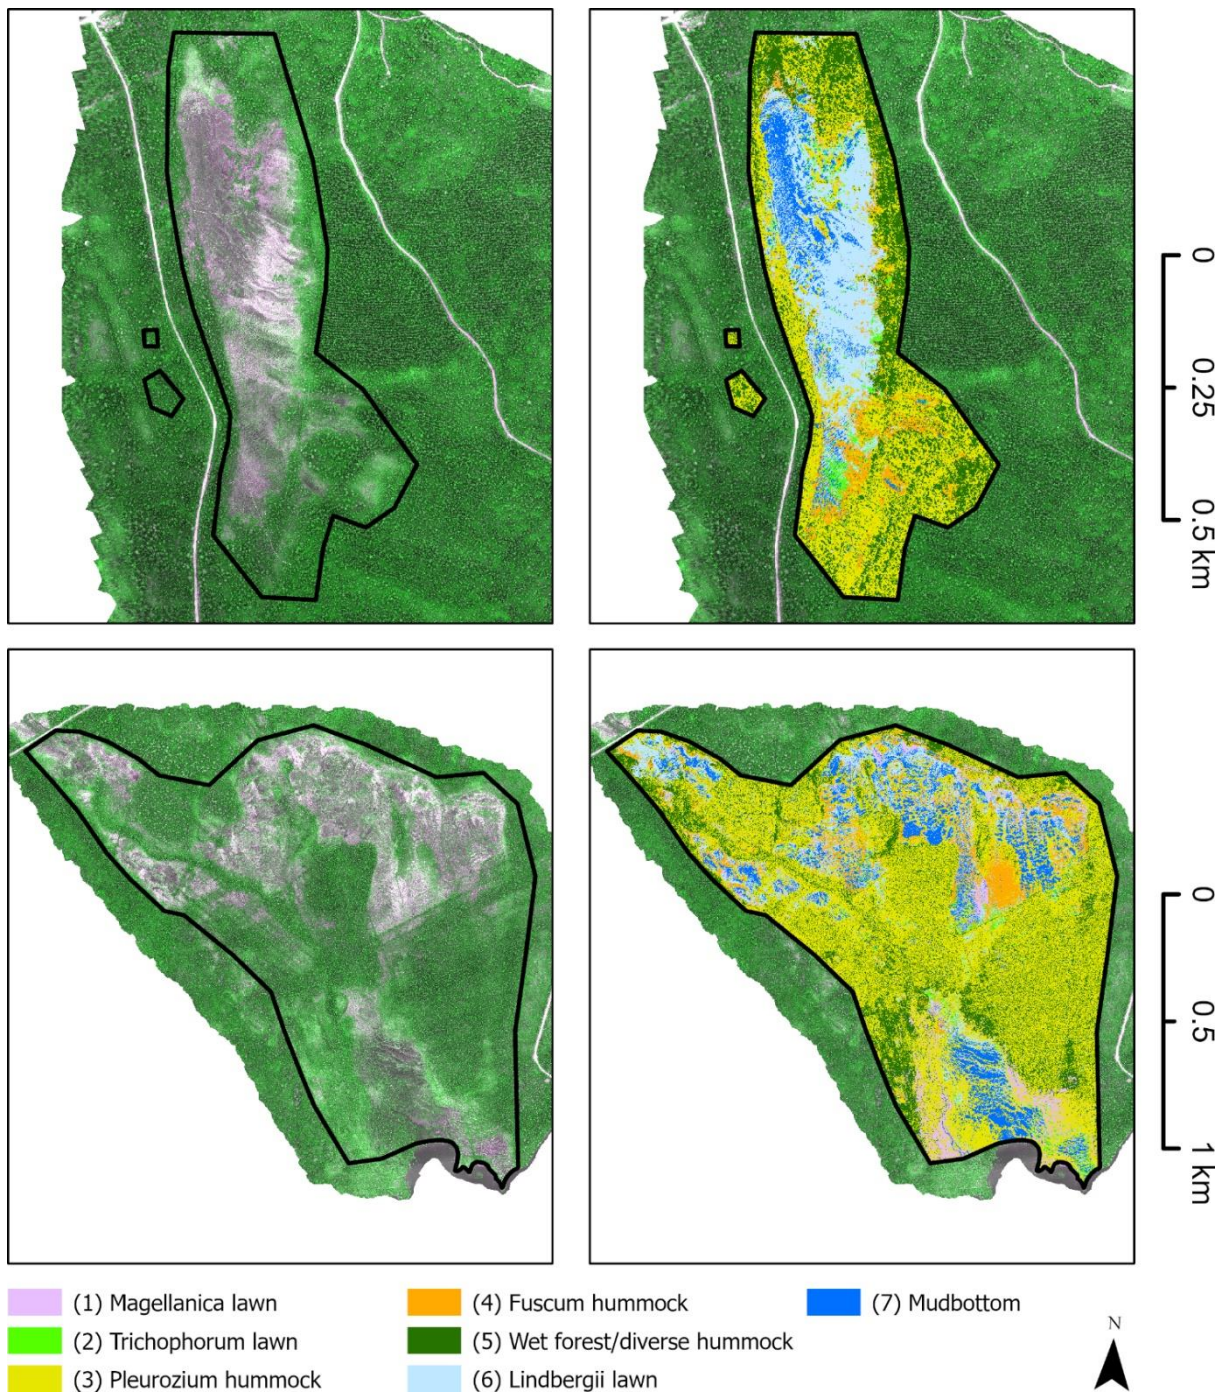 0
0.25
0.5 km
0
0.5
1 km
(1) Magellanica lawn
(4) Fuscum hummock
(7) Mudbottom
(2) Trichophorum lawn
(5) Wet forest/diverse hummock
N
(3) Pleurozium hummock
(6) Lindbergii lawn